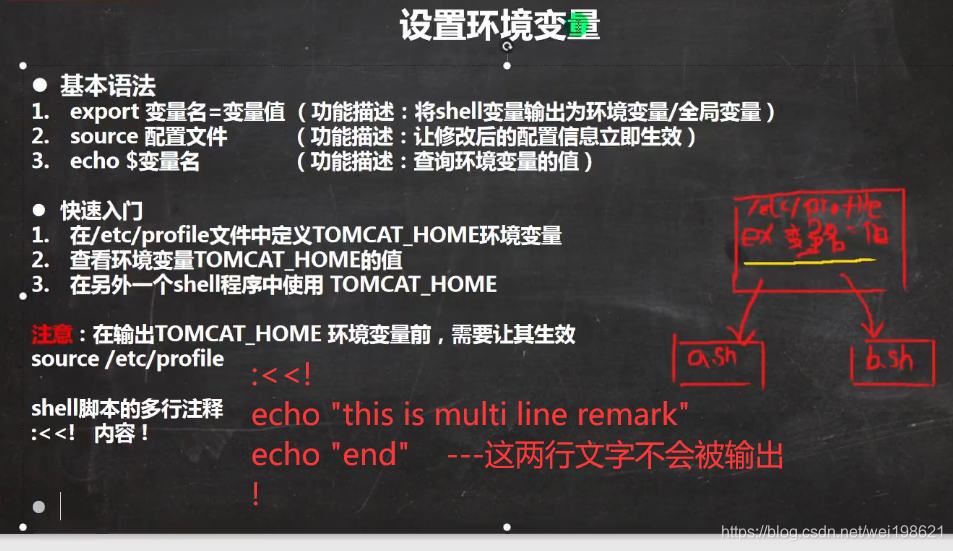 设置环境变量
● 基本语法
1. export 变量名=变量值 （功能描述：将shell变量输出为环境变量/全局变量）
2. source 配置文件 （功能描述：让修改后的配置信息立即生效）
3. echo $变量名 （功能描述：查询环境变量的值）
● 快速入门
1. 在/etc/profile文件中定义TOMCAT_HOME环境变量
2. 查看环境变量TOMCAT_HOME的值
3. 在另外一个shell程序中使用 TOMCAT_HOME
/etc/profile
ex 变量名=值
a.sh
b.sh
注意：在输出TOMCAT_HOME 环境变量前，需要让其生效
source /etc/profile
shell脚本的多行注释
:<<! 内容！
:<<!
echo "this is multi line remark"
echo "end" ---这两行文字不会被输出
!
https://blog.csdn.net/wei198621